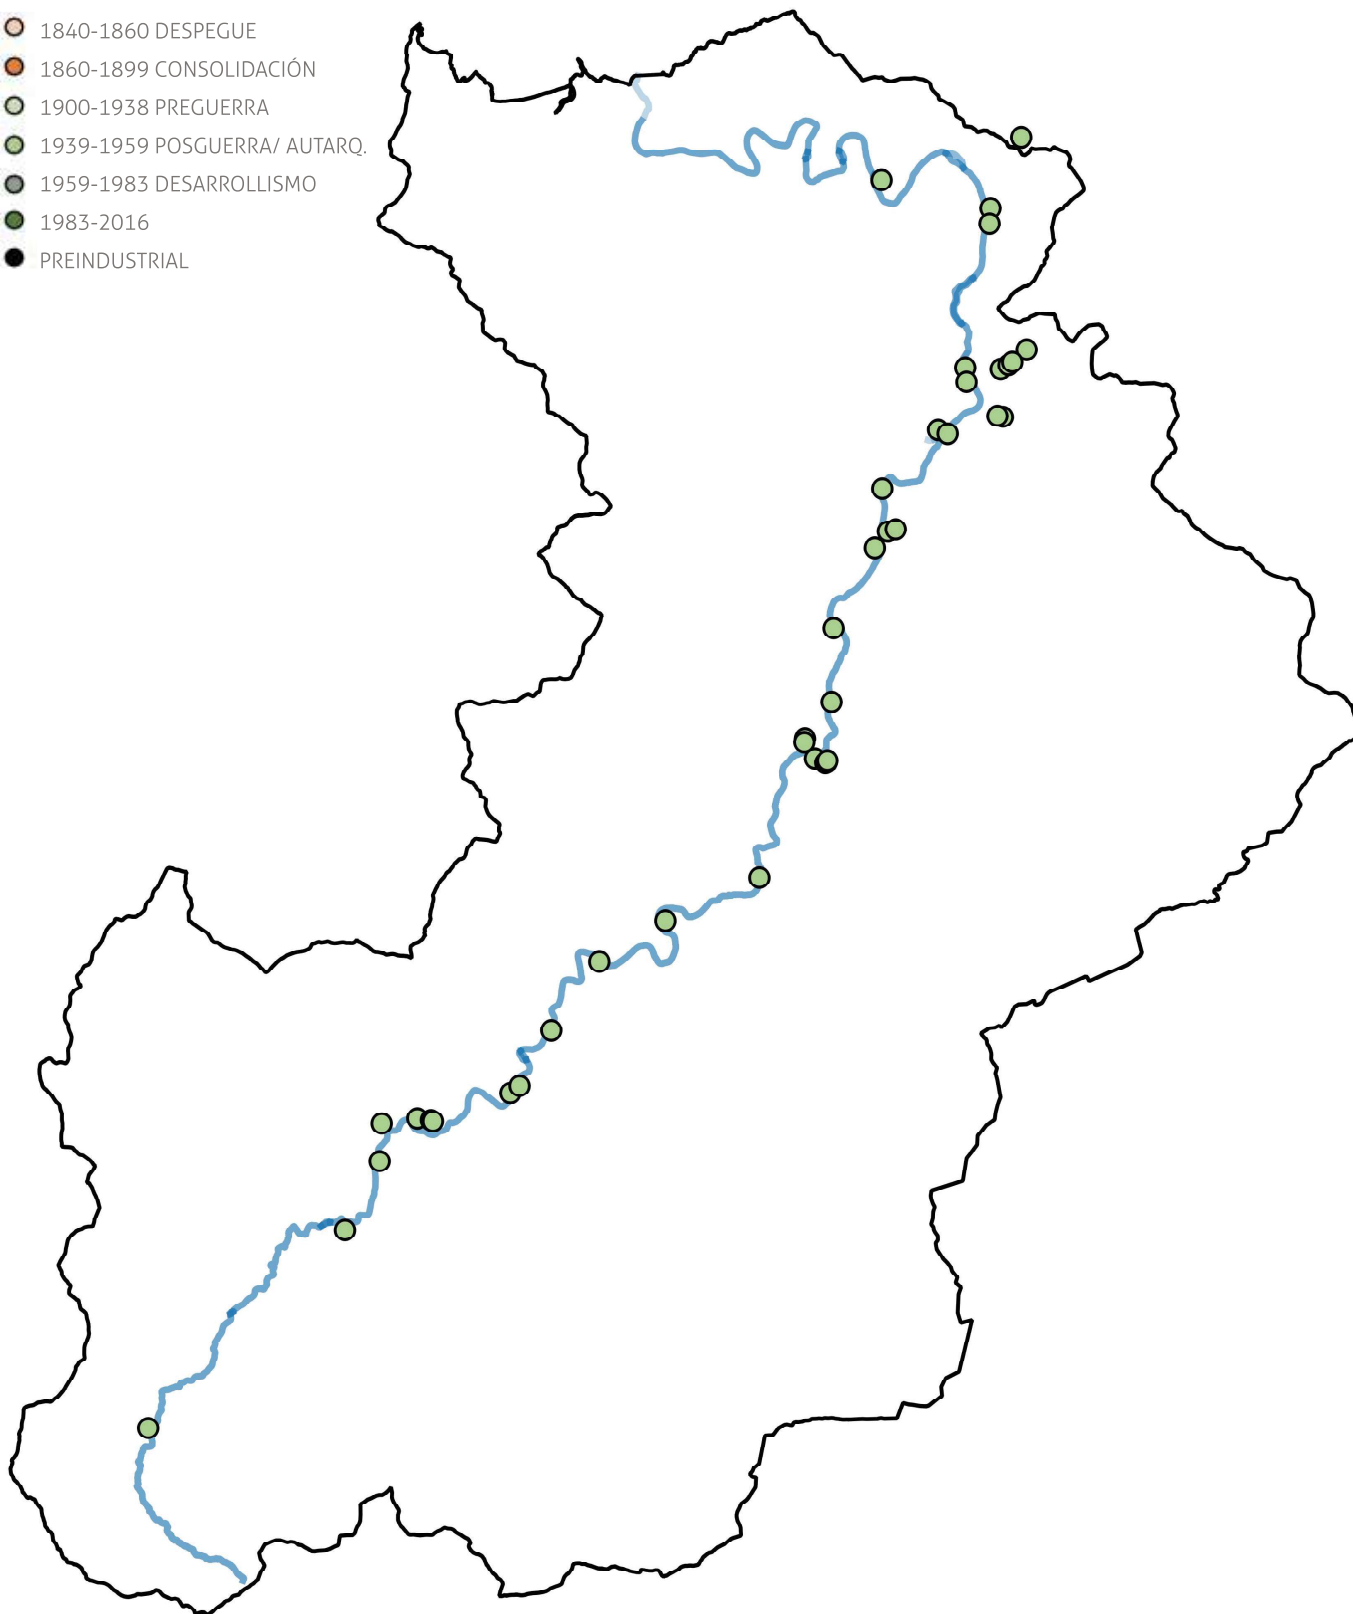 1840-1860 DESPEGUE
1860-1899 CONSOLIDACIÓN
1900-1938 PREGUERRA
1939-1959 POSGUERRA/ AUTARQ.
1959-1983 DESARROLLISMO
1983-2016
PREINDUSTRIAL